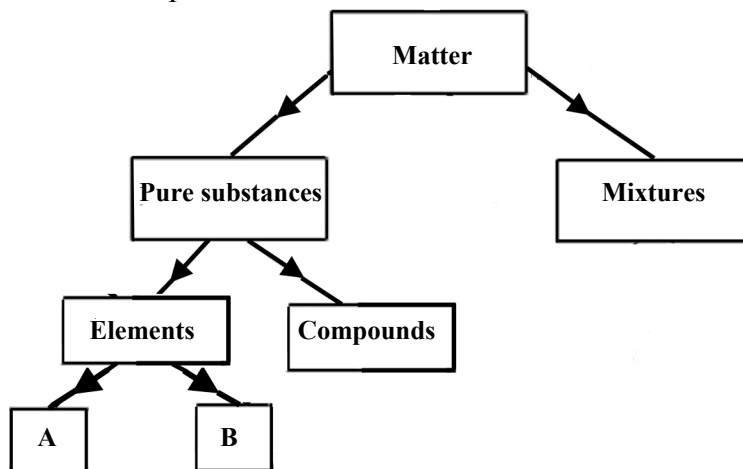 Matter
Pure substances
Mixtures
Elements
Compounds
A
B